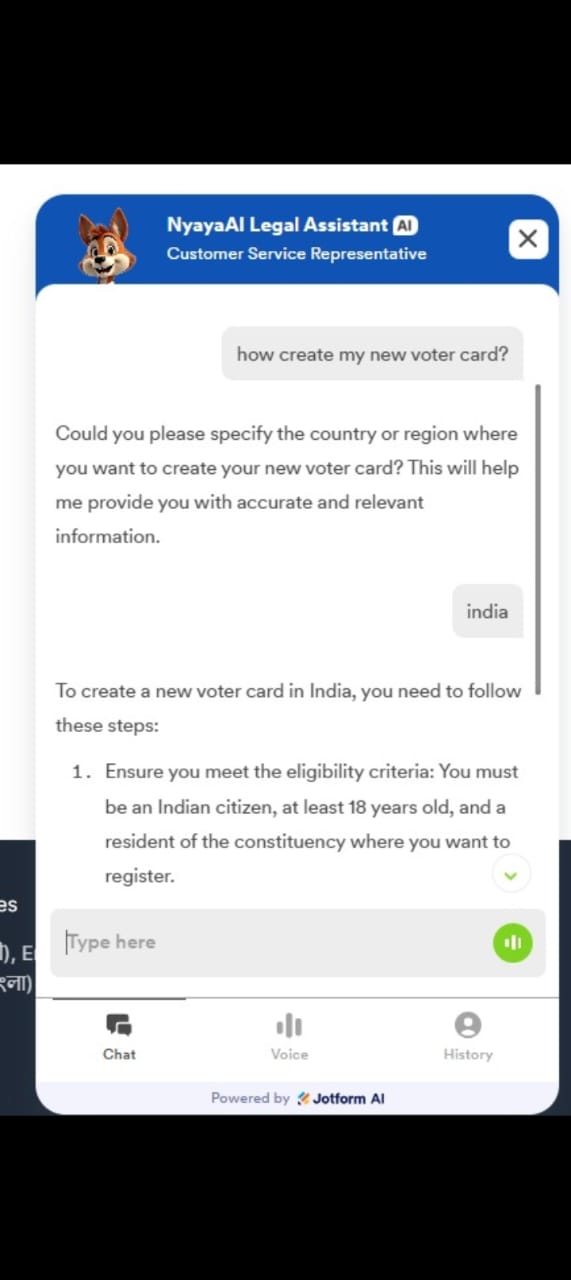 NyayaAI Legal Assistant AI
Customer Service Representative
how create my new voter card?
Could you please specify the country or region where
you want to create your new voter card? This will help
me provide you with accurate and relevant
information.
india
To create a new voter card in India, you need to follow
these steps:
1. Ensure you meet the eligibility criteria: You must
be an Indian citizen, at least 18 years old, and a
resident of the constituency where you want to
register.
es
), E
Type here
Chat
Voice
History
Powered by Jotform AI